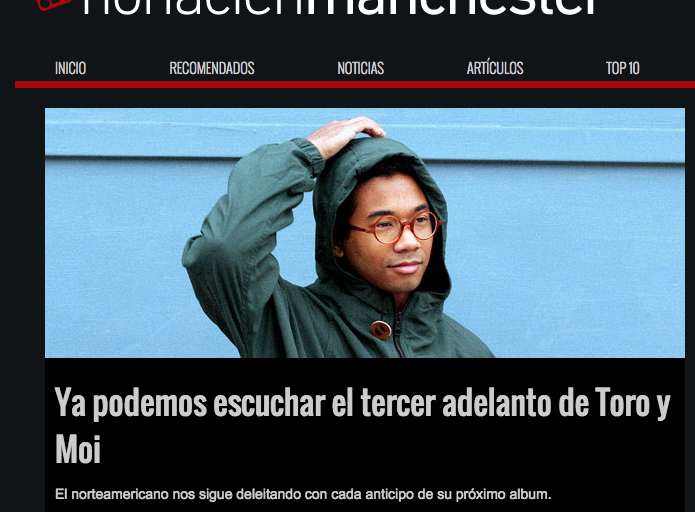 INICIO RECOMENDADOS NOTICIAS ARTÍCULOS TOP 10
Ya podemos escuchar el tercer adelanto de Toro y
Moi
El norteamericano nos sigue deleitando con cada anticipo de su próximo album.